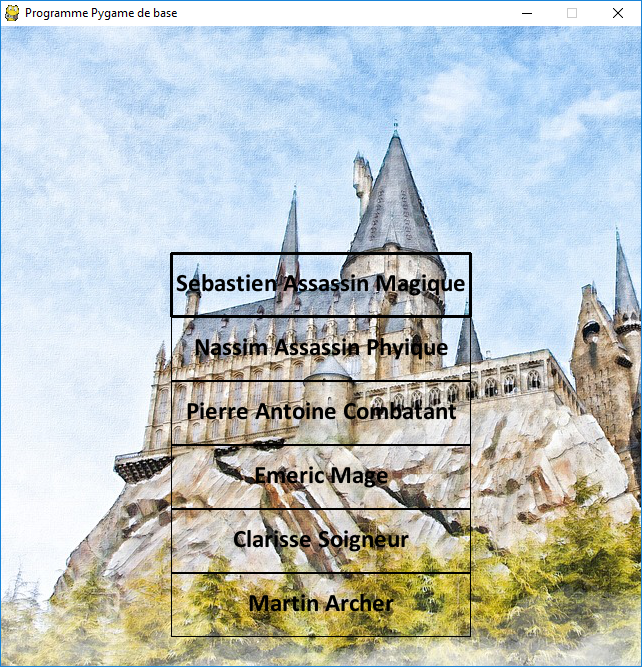 Programme Pygame de base
Sebastien Assassin Magique
Nassim Assassin Phyique
Pierre Antoine Combatant
Emeric Mage
Clarisse Soigneur
Martin Archer